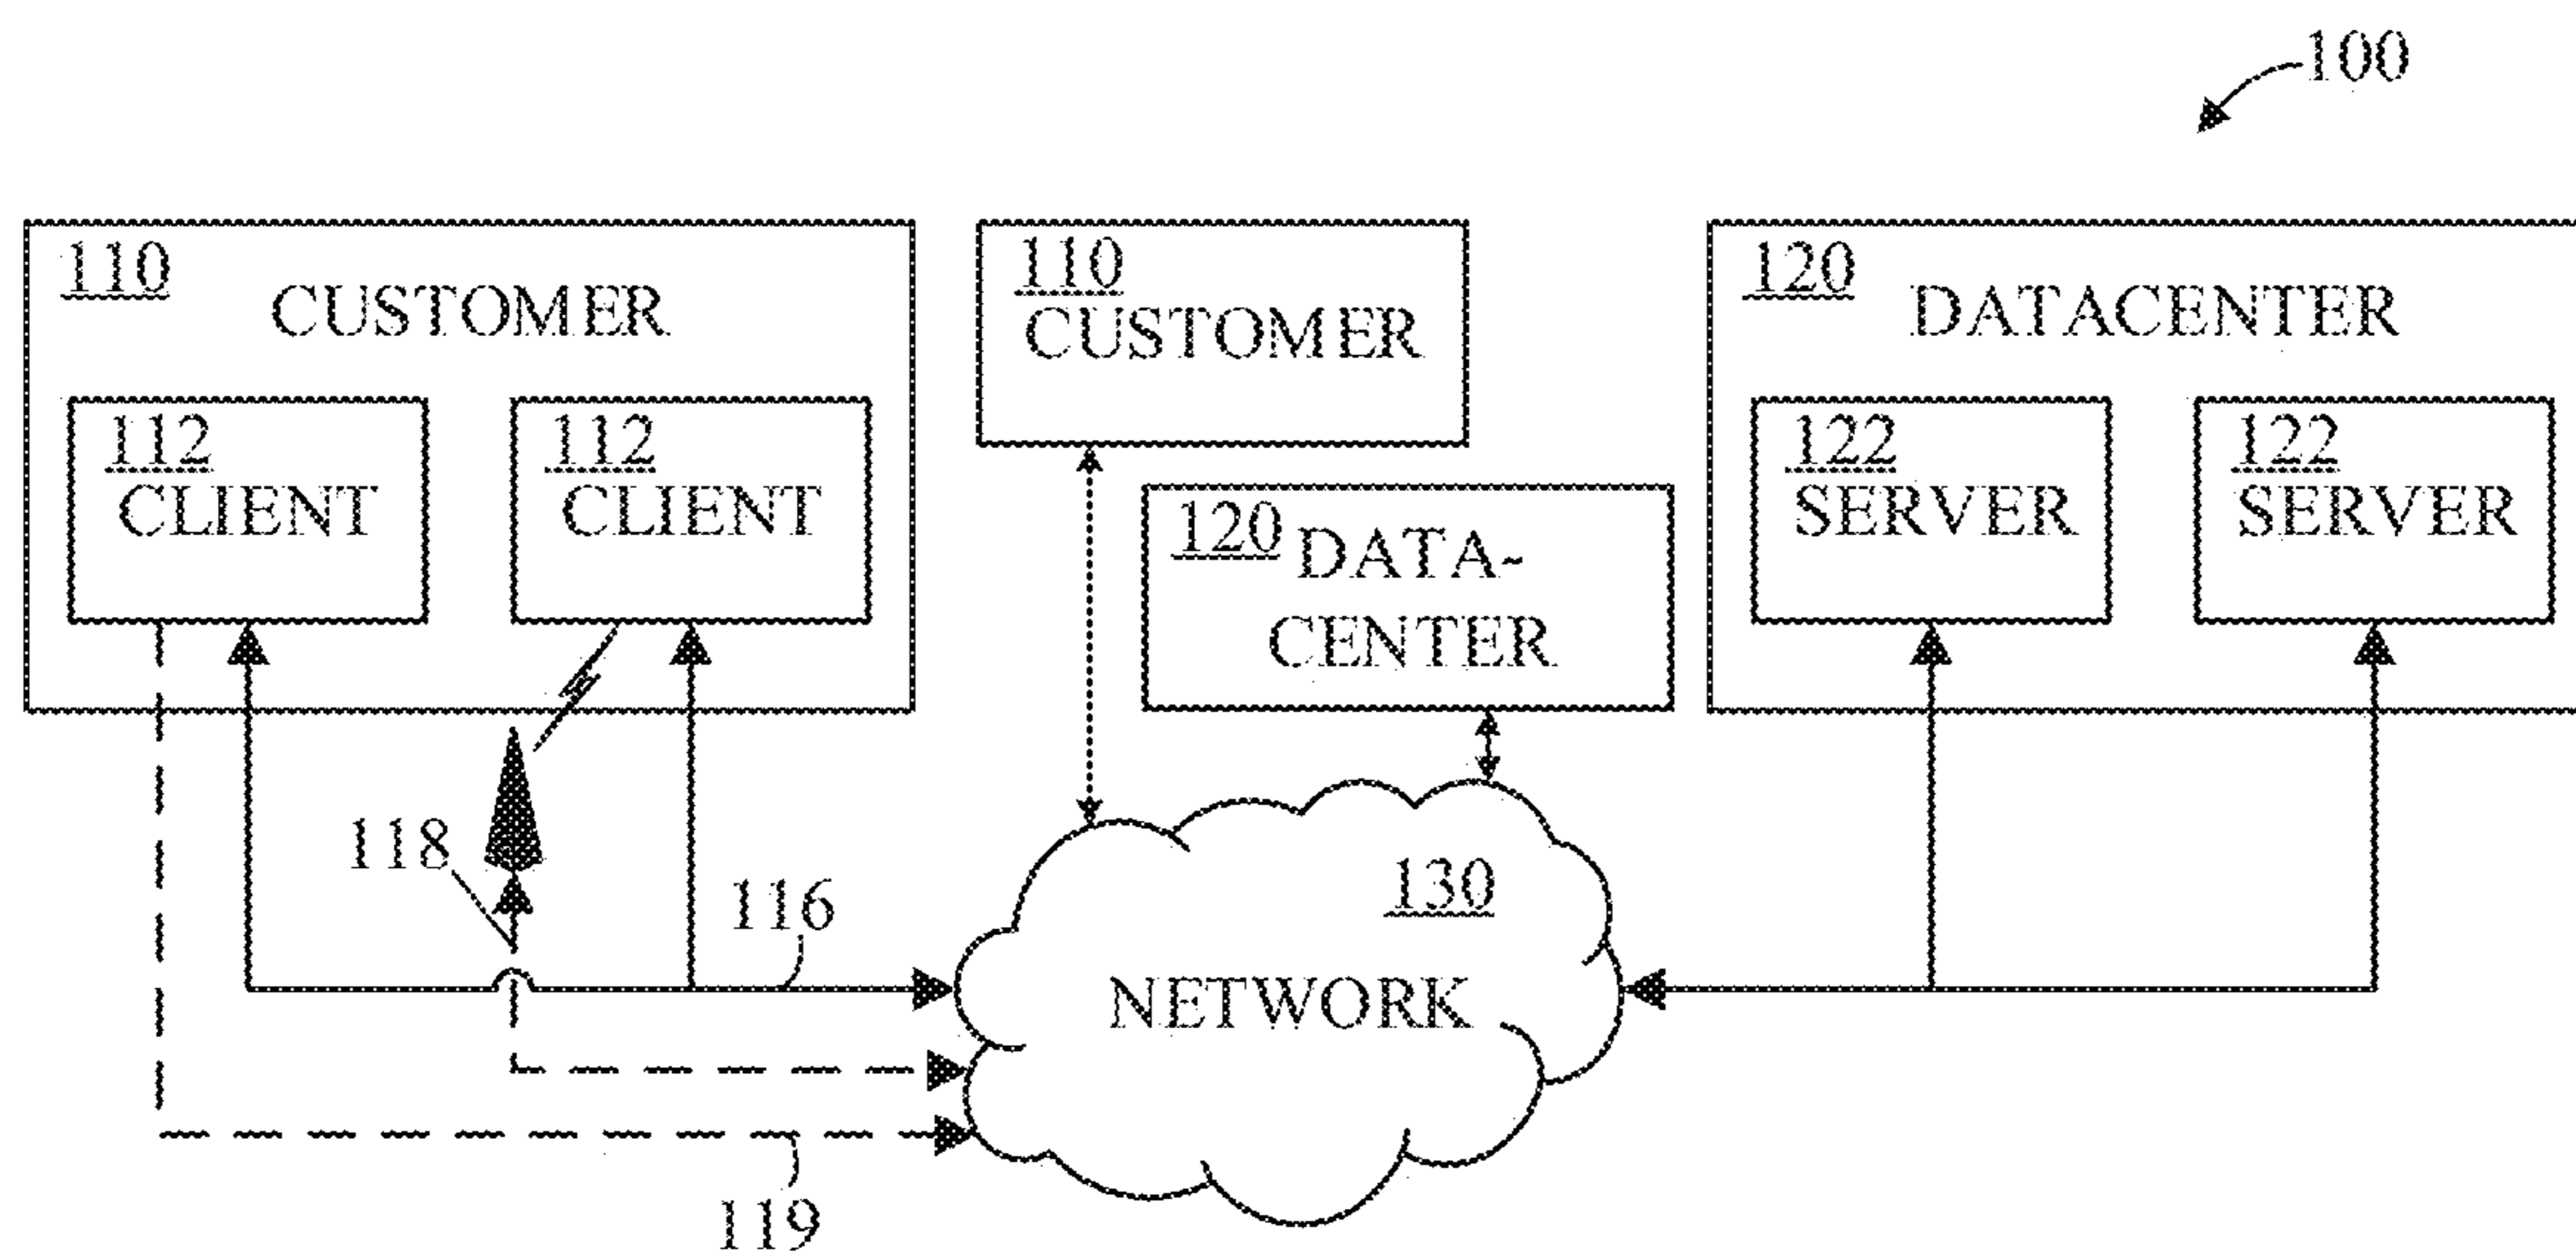 100
110
CUSTOMER
112
CLIENT
112
CLIENT
110
CUSTOMER
120
DATA-
CENTER
120
DATACENTER
122
SERVER
122
SERVER
118
116
130
NETWORK
119